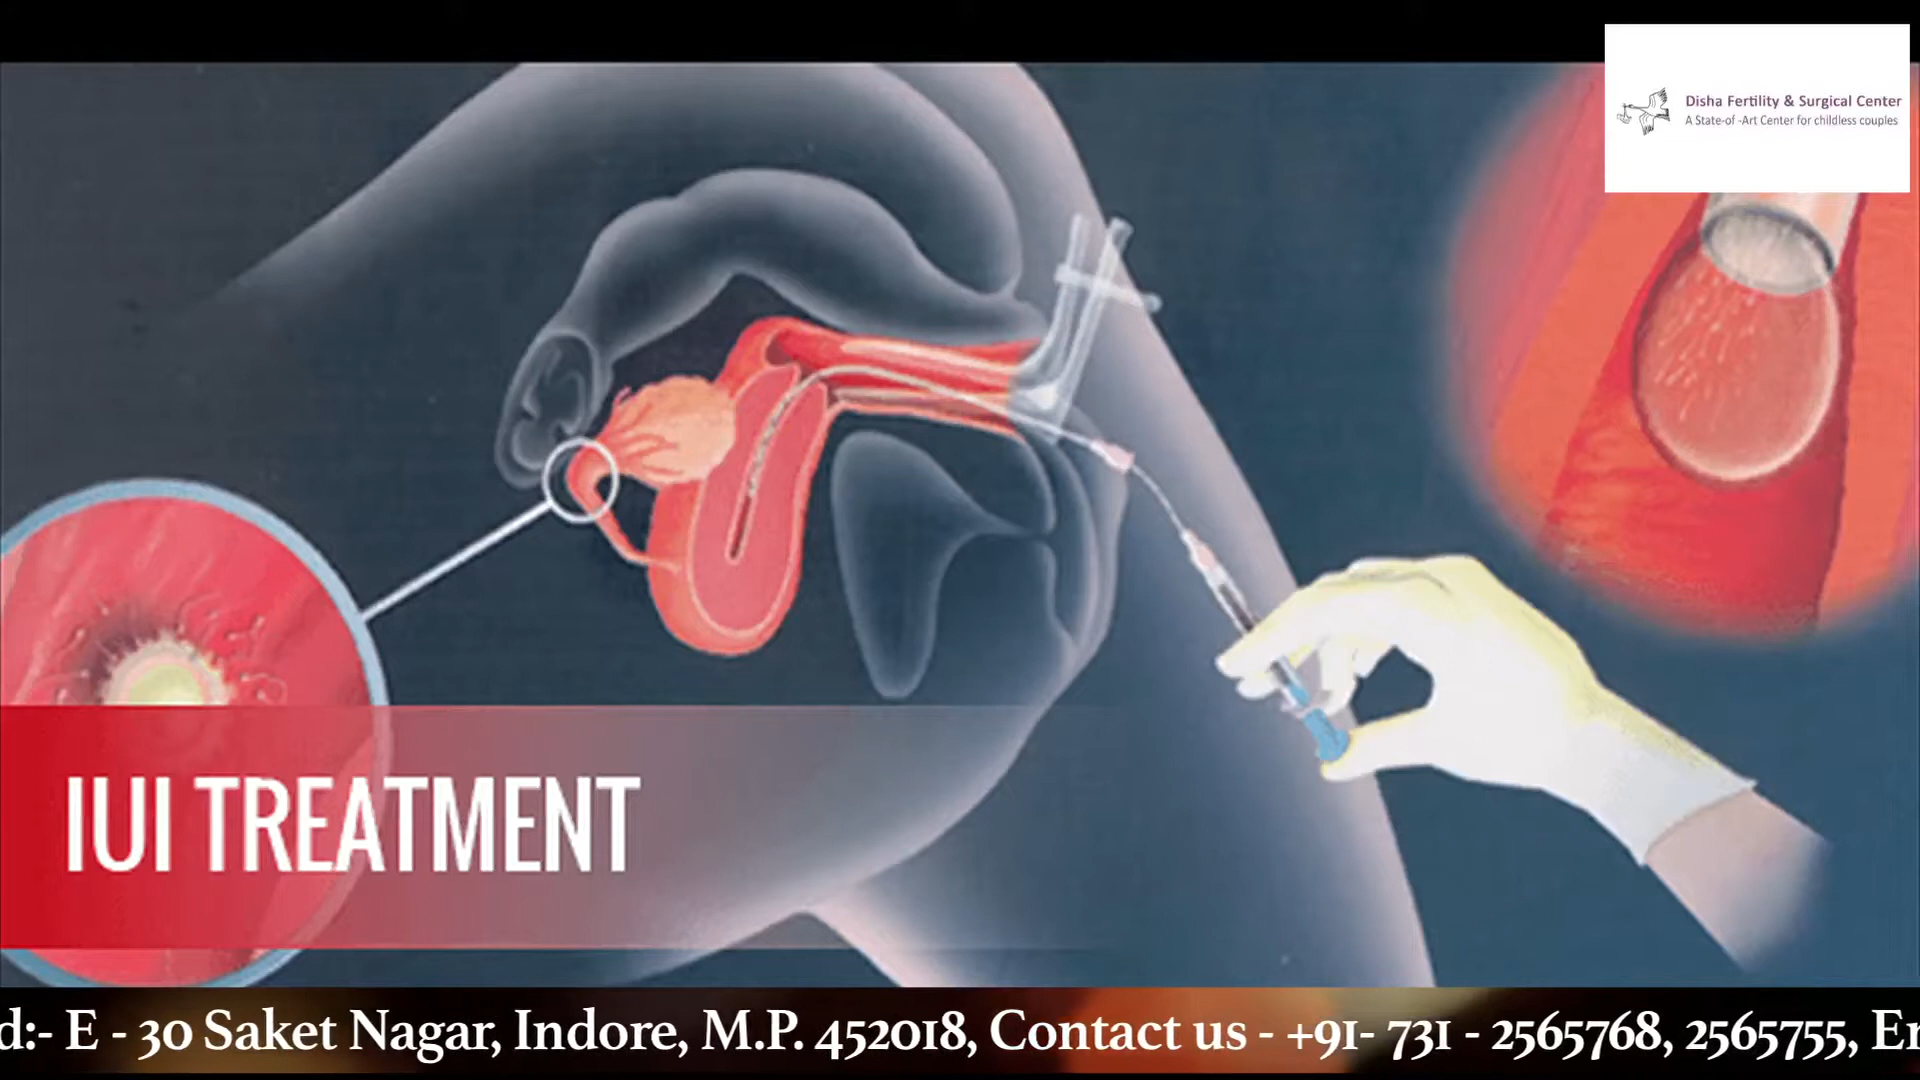 Disha Fertility & Surgical Center
A State-of -Art Center for childless couples
IUI TREATMENT
d:- E - 30 Saket Nagar, Indore, M.P. 452018, Contact us - +91- 731 - 2565768, 2565755, En